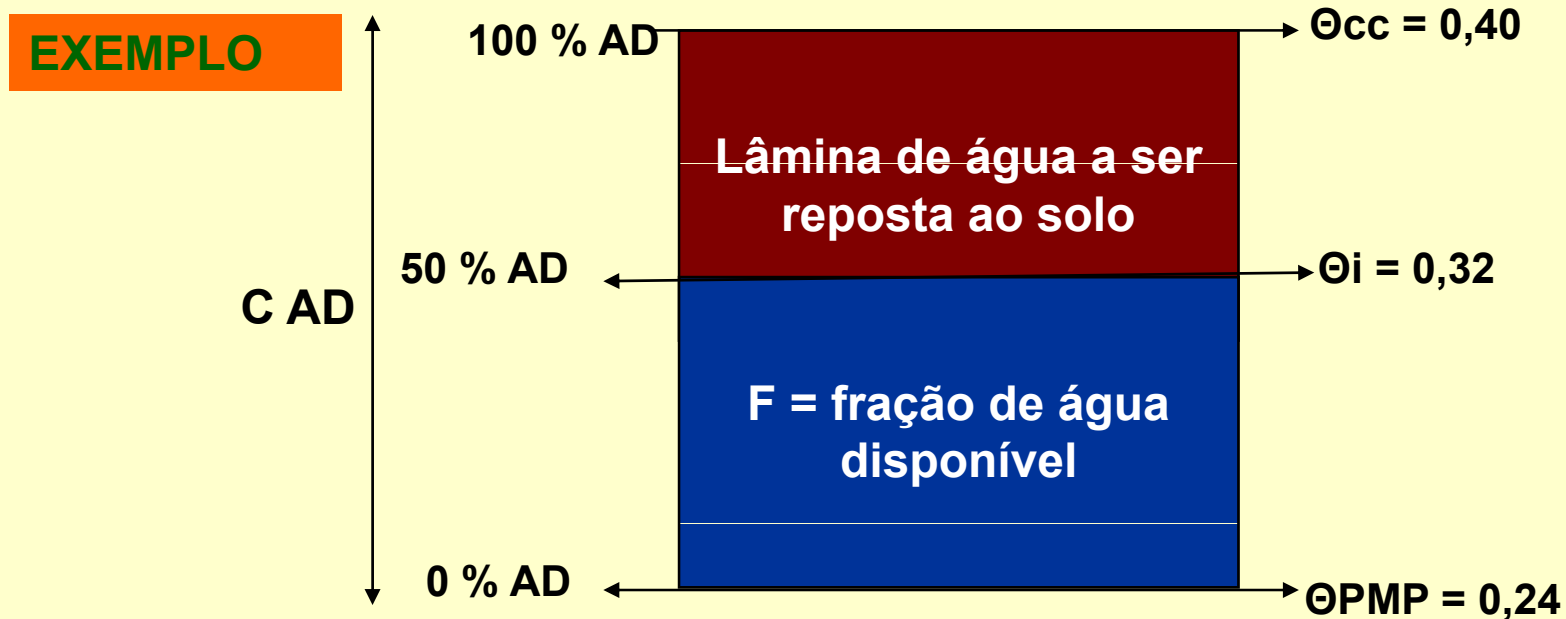 EXEMPLO
100 % AD
Θcc = 0,40
Lâmina de água a ser
reposta ao solo
50 % AD
Θi = 0,32
C AD
F = fração de água
disponível
0 % AD
ΘPMP = 0,24